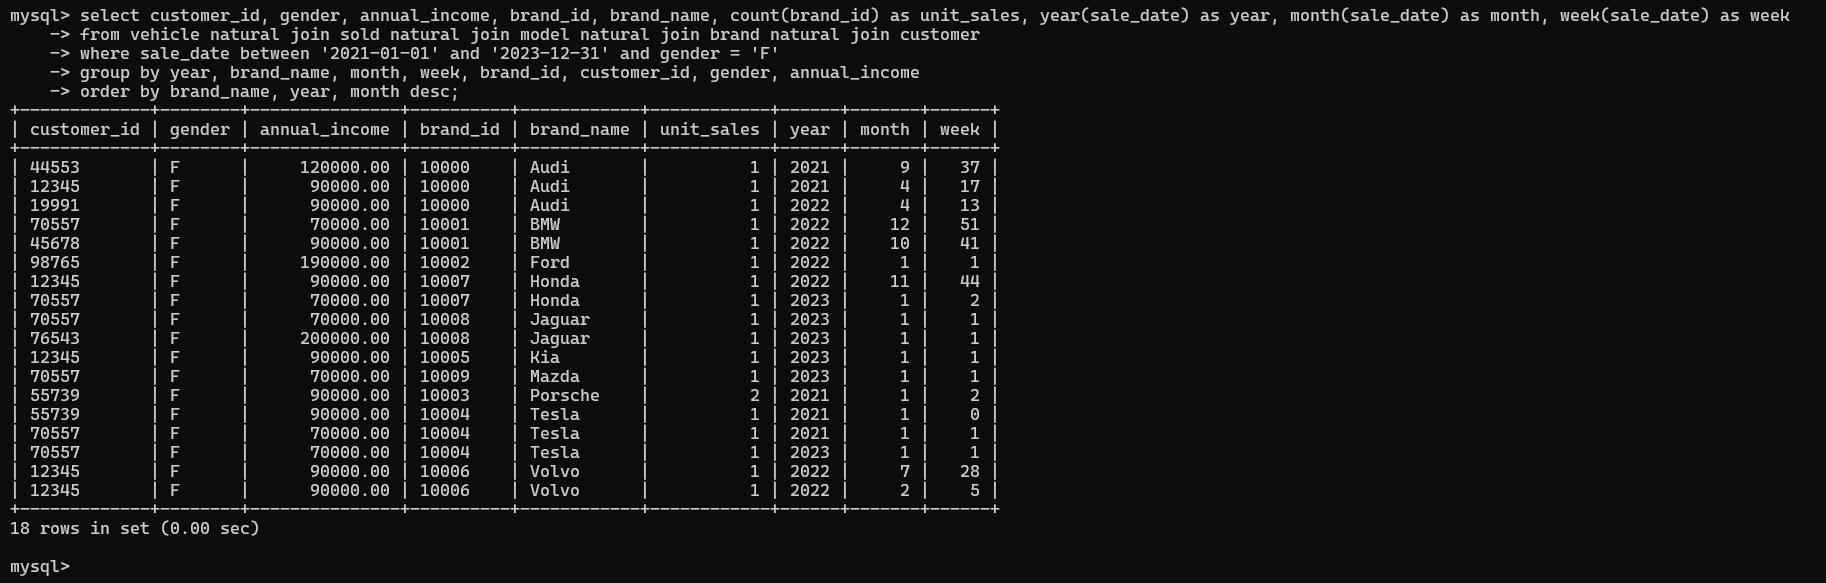 mysql> select customer_id, gender, annual_income, brand_id, brand_name, count(brand_id) as unit_sales, year(sale_date) as year, month(sale_date) as month, week(sale_date) as week
    -> from vehicle natural join sold natural join model natural join brand natural join customer
    -> where sale_date between '2021-01-01' and '2023-12-31' and gender = 'F'
    -> group by year, brand_name, month, week, brand_id, customer_id, gender, annual_income
    -> order by brand_name, year, month desc;
+-------------+--------+---------------+----------+------------+------------+------+-------+------+
| customer_id | gender | annual_income | brand_id | brand_name | unit_sales | year | month | week |
+-------------+--------+---------------+----------+------------+------------+------+-------+------+
| 44553       | F      |     120000.00 | 10000    | Audi       |          1 | 2021 |     9 |   37 |
| 12345       | F      |      90000.00 | 10000    | Audi       |          1 | 2021 |     4 |   17 |
| 19991       | F      |      90000.00 | 10000    | Audi       |          1 | 2022 |     4 |   13 |
| 70557       | F      |      70000.00 | 10001    | BMW        |          1 | 2022 |    12 |   51 |
| 45678       | F      |      90000.00 | 10001    | BMW        |          1 | 2022 |    10 |   41 |
| 98765       | F      |     190000.00 | 10002    | Ford       |          1 | 2022 |     1 |    1 |
| 12345       | F      |      90000.00 | 10007    | Honda      |          1 | 2022 |    11 |   44 |
| 70557       | F      |      70000.00 | 10007    | Honda      |          1 | 2023 |     1 |    2 |
| 70557       | F      |      70000.00 | 10008    | Jaguar     |          1 | 2023 |     1 |    1 |
| 76543       | F      |     200000.00 | 10008    | Jaguar     |          1 | 2023 |     1 |    1 |
| 12345       | F      |      90000.00 | 10005    | Kia        |          1 | 2023 |     1 |    1 |
| 70557       | F      |      70000.00 | 10009    | Mazda      |          1 | 2023 |     1 |    1 |
| 55739       | F      |      90000.00 | 10003    | Porsche    |          2 | 2021 |     1 |    2 |
| 55739       | F      |      90000.00 | 10004    | Tesla      |          1 | 2021 |     1 |    0 |
| 70557       | F      |      70000.00 | 10004    | Tesla      |          1 | 2021 |     1 |    1 |
| 70557       | F      |      70000.00 | 10004    | Tesla      |          1 | 2023 |     1 |    1 |
| 12345       | F      |      90000.00 | 10006    | Volvo      |          1 | 2022 |     7 |   28 |
| 12345       | F      |      90000.00 | 10006    | Volvo      |          1 | 2022 |     2 |    5 |
+-------------+--------+---------------+----------+------------+------------+------+-------+------+
18 rows in set (0.00 sec)

mysql>